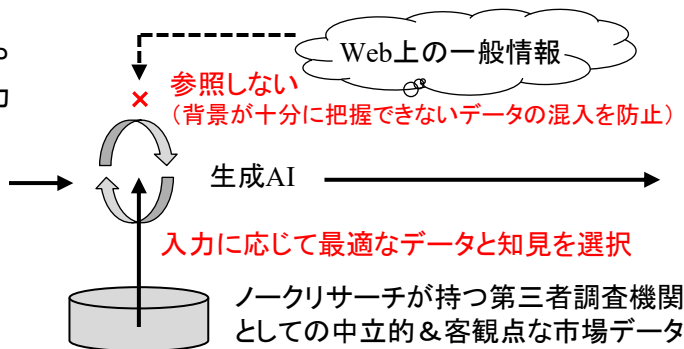 Web上の一般情報
参照しない
×
（背景が十分に把握できないデータの混入を防止）
生成AI
入力に応じて最適なデータと知見を選択
ノークリサーチが持つ第三者調査機関
としての中立的＆客観点な市場データ